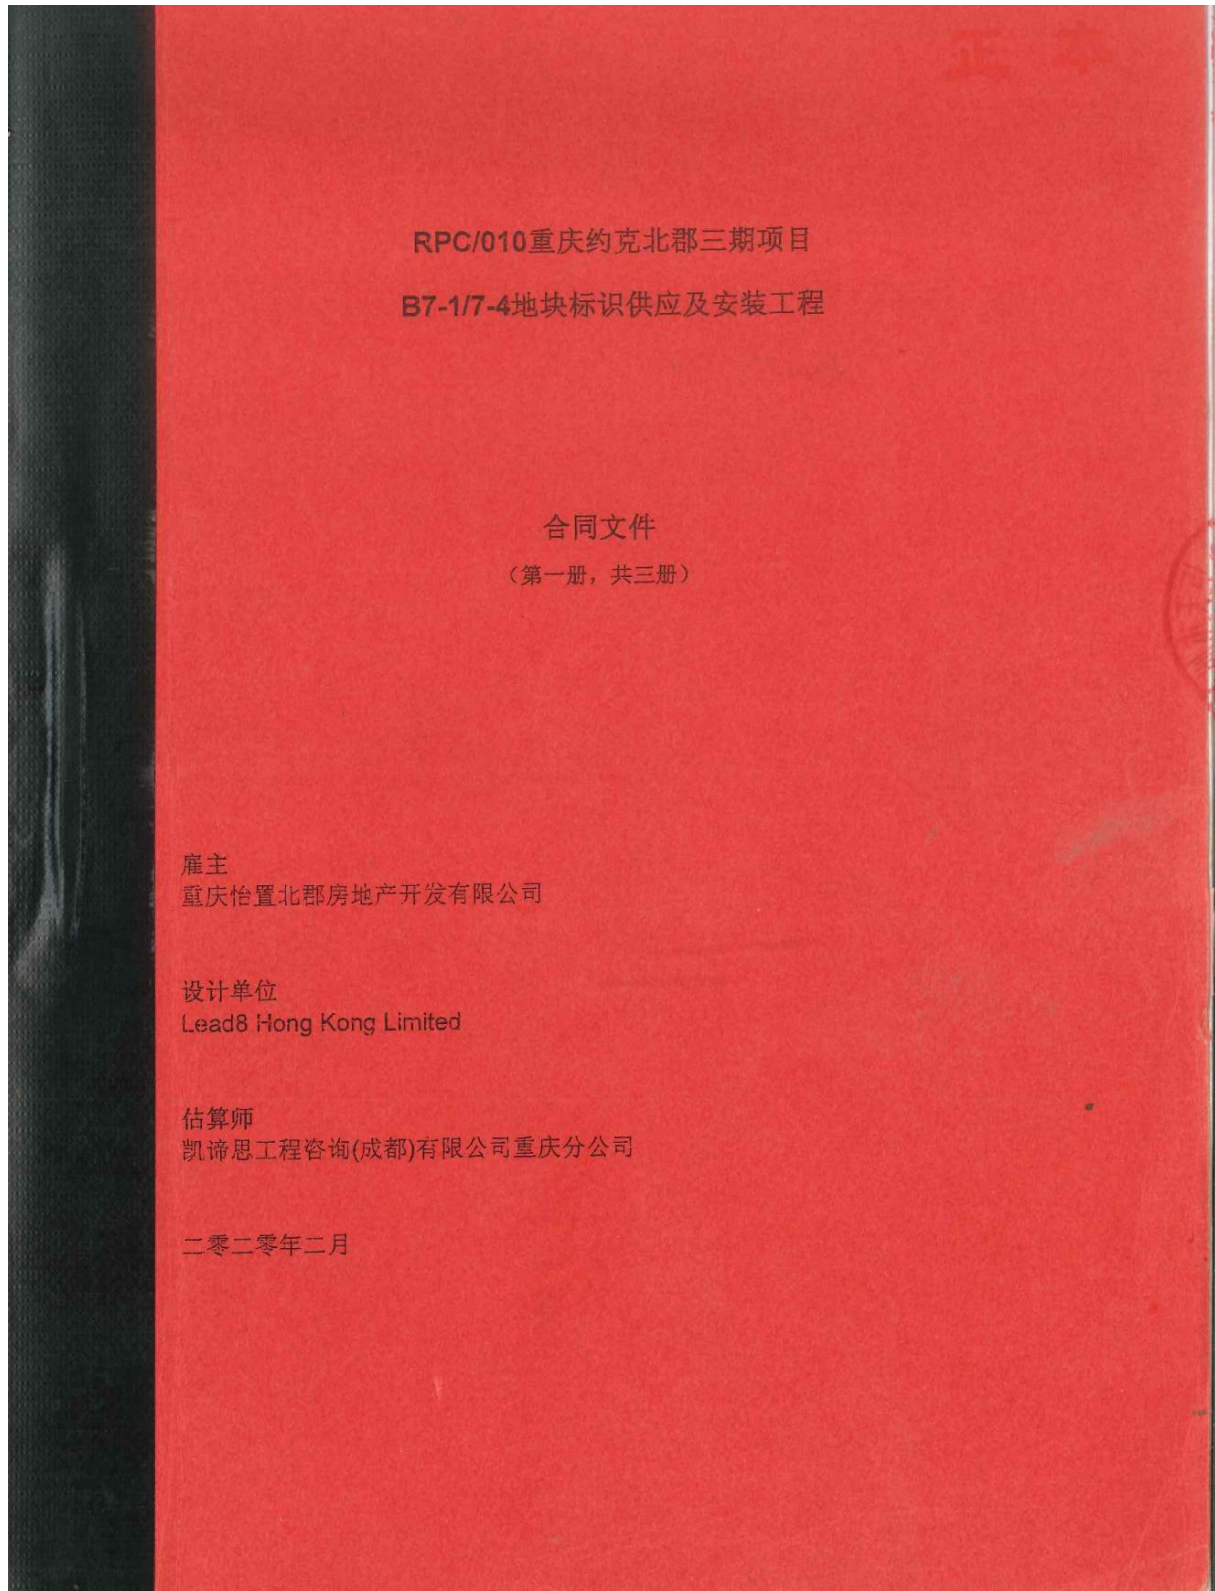 正本
RPC/010重庆约克北郡三期项目
B7-1/7-4地块标识供应及安装工程
合同文件
（第一册，共三册）
雇主
重庆怡置北郡房地产开发有限公司
设计单位
Lead8 Hong Kong Limited
估算师
凯谛思工程咨询(成都)有限公司重庆分公司
二零二零年二月